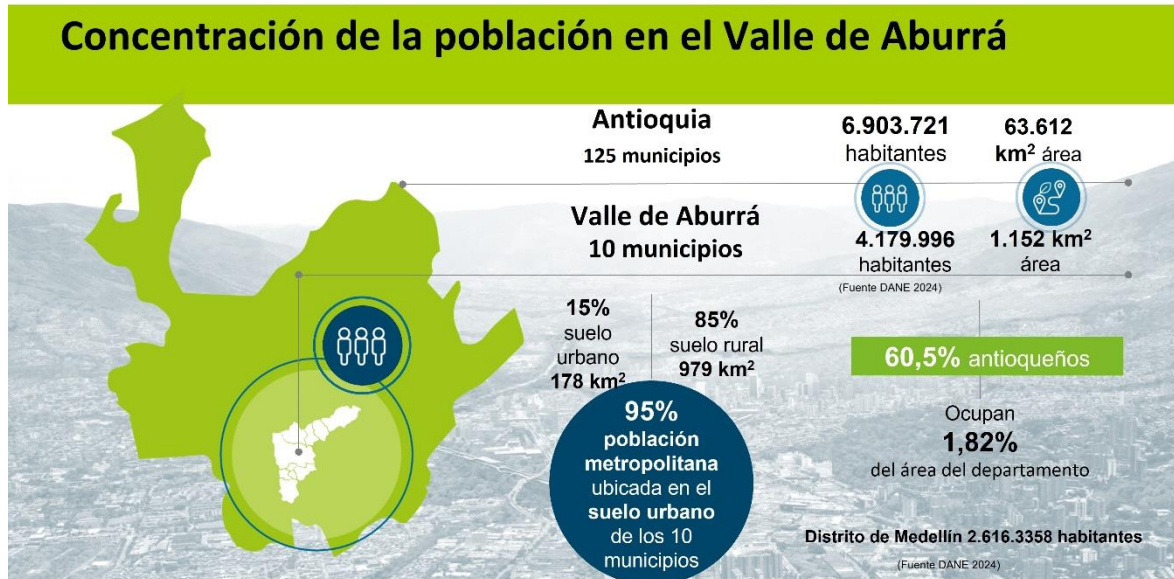 Concentración de la población en el Valle de Aburrá
Antioquia
125 municipios
6.903.721
habitantes
63.612
km² área
Valle de Aburrá
10 municipios
4.179.996
habitantes
(Fuente DANE 2024)
1.152 km²
área
15%
suelo
urbano
178 km²
85%
suelo rural
979 km²
95%
población
metropolitana
ubicada en el
suelo urbano
de los 10
municipios
60,5% antioqueños
Ocupan
1,82%
del área del departamento
Distrito de Medellín 2.616.3358 habitantes
(Fuente DANE 2024)